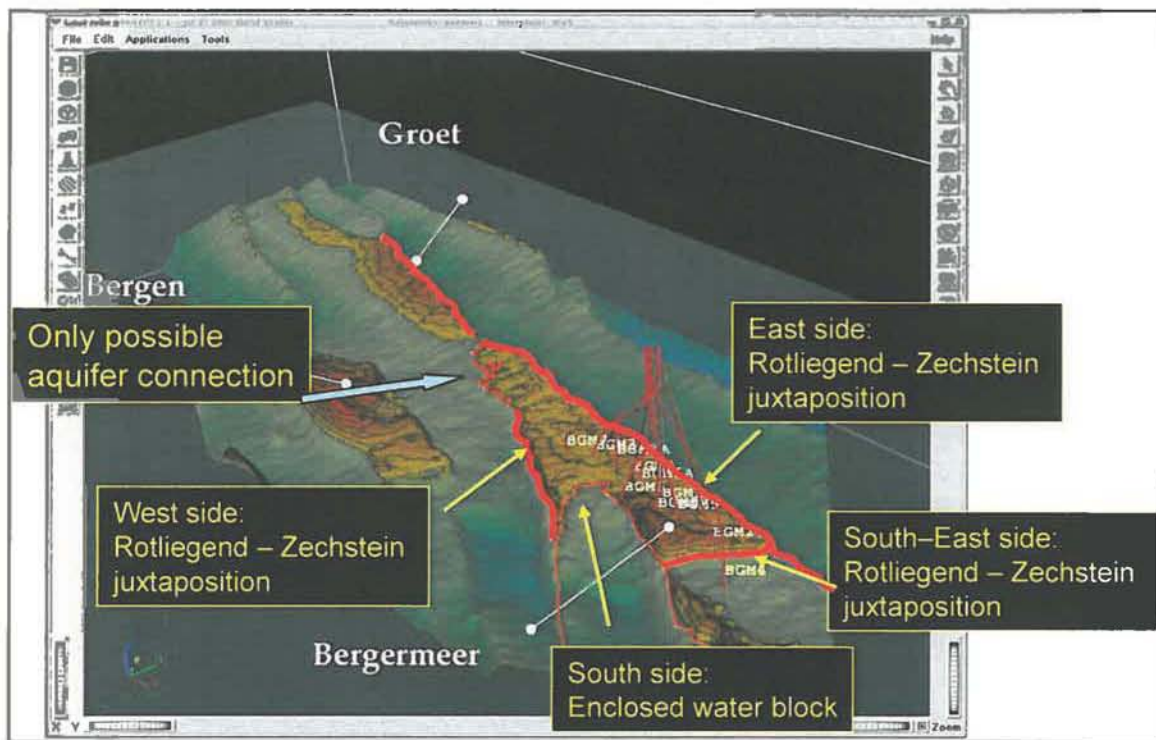 File Edit Applications Tools
Help
Groet
Bergen
Only possible
aquifer connection
East side:
Rotliegend – Zechstein
juxtaposition
West side:
Rotliegend – Zechstein
juxtaposition
South–East side:
Rotliegend – Zechstein
juxtaposition
Bergermeer
South side:
Enclosed water block
X Y
Zoom